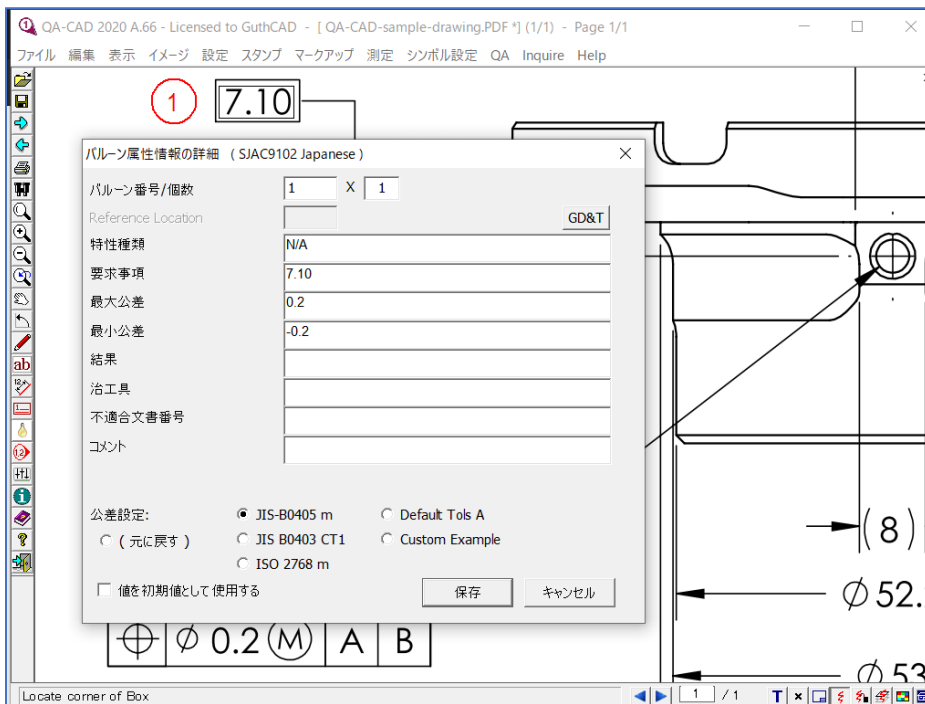 QA-CAD 2020 A.66 - Licensed to GuthCAD - [ QA-CAD-sample-drawing.PDF *] (1/1) - Page 1/1
ファイル 編集 表示 イメージ 設定 スタンプ マークアップ 測定 シンボル設定 QA Inquire Help
1 7.10
バルーン属性情報の詳細 ( SJAC9102 Japanese )
バルーン番号/個数 1 X 1
Reference Location GD&T
特性種類 N/A
要求事項 7.10
最大公差 0.2
最小公差 -0.2
結果
治工具
不適合文書番号
コメント
公差設定: JIS-B0405 m Default Tols A
( 元に戻す ) JIS B0403 CT1 Custom Example
ISO 2768 m
値を初期値として使用する 保存 キャンセル
(8)
Ø 52.
Ø 0.2 Ⓜ A B
Ø 53
Locate corner of Box 1 / 1